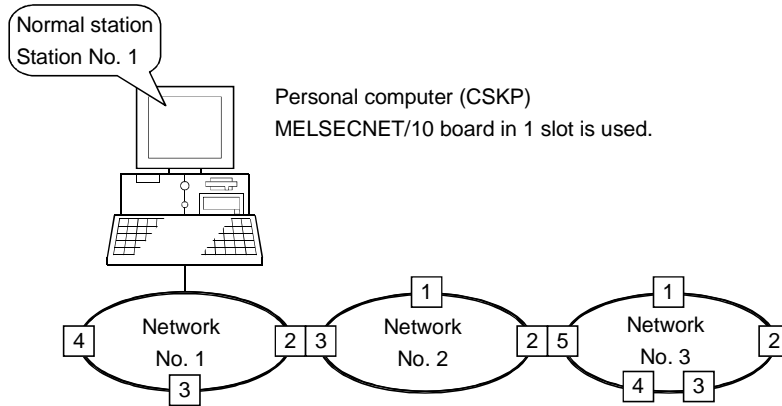 Normal station
Station No. 1
Personal computer (CSKP)
MELSECNET/10 board in 1 slot is used.
1
1
4
Network
No. 1
2
3
Network
No. 2
2
5
Network
No. 3
2
3
4
3